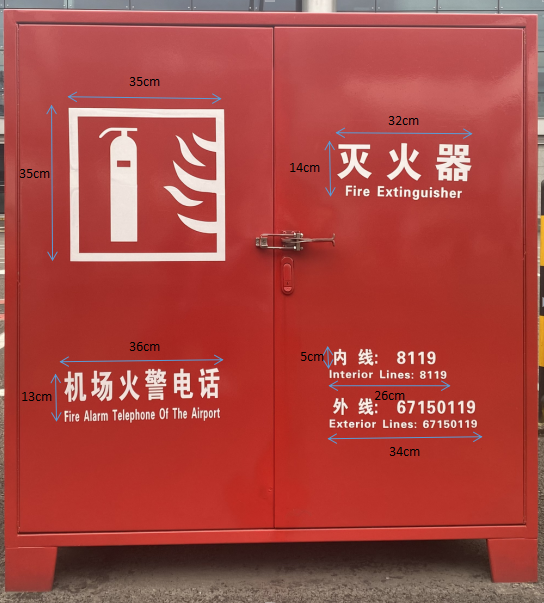 35cm
35cm
32cm
14cm
灭火器
Fire Extinguisher
36cm
13cm
机场火警电话
Fire Alarm Telephone Of The Airport
5cm
内线: 8119
Interior Lines: 8119
26cm
外线: 67150119
Exterior Lines: 67150119
34cm